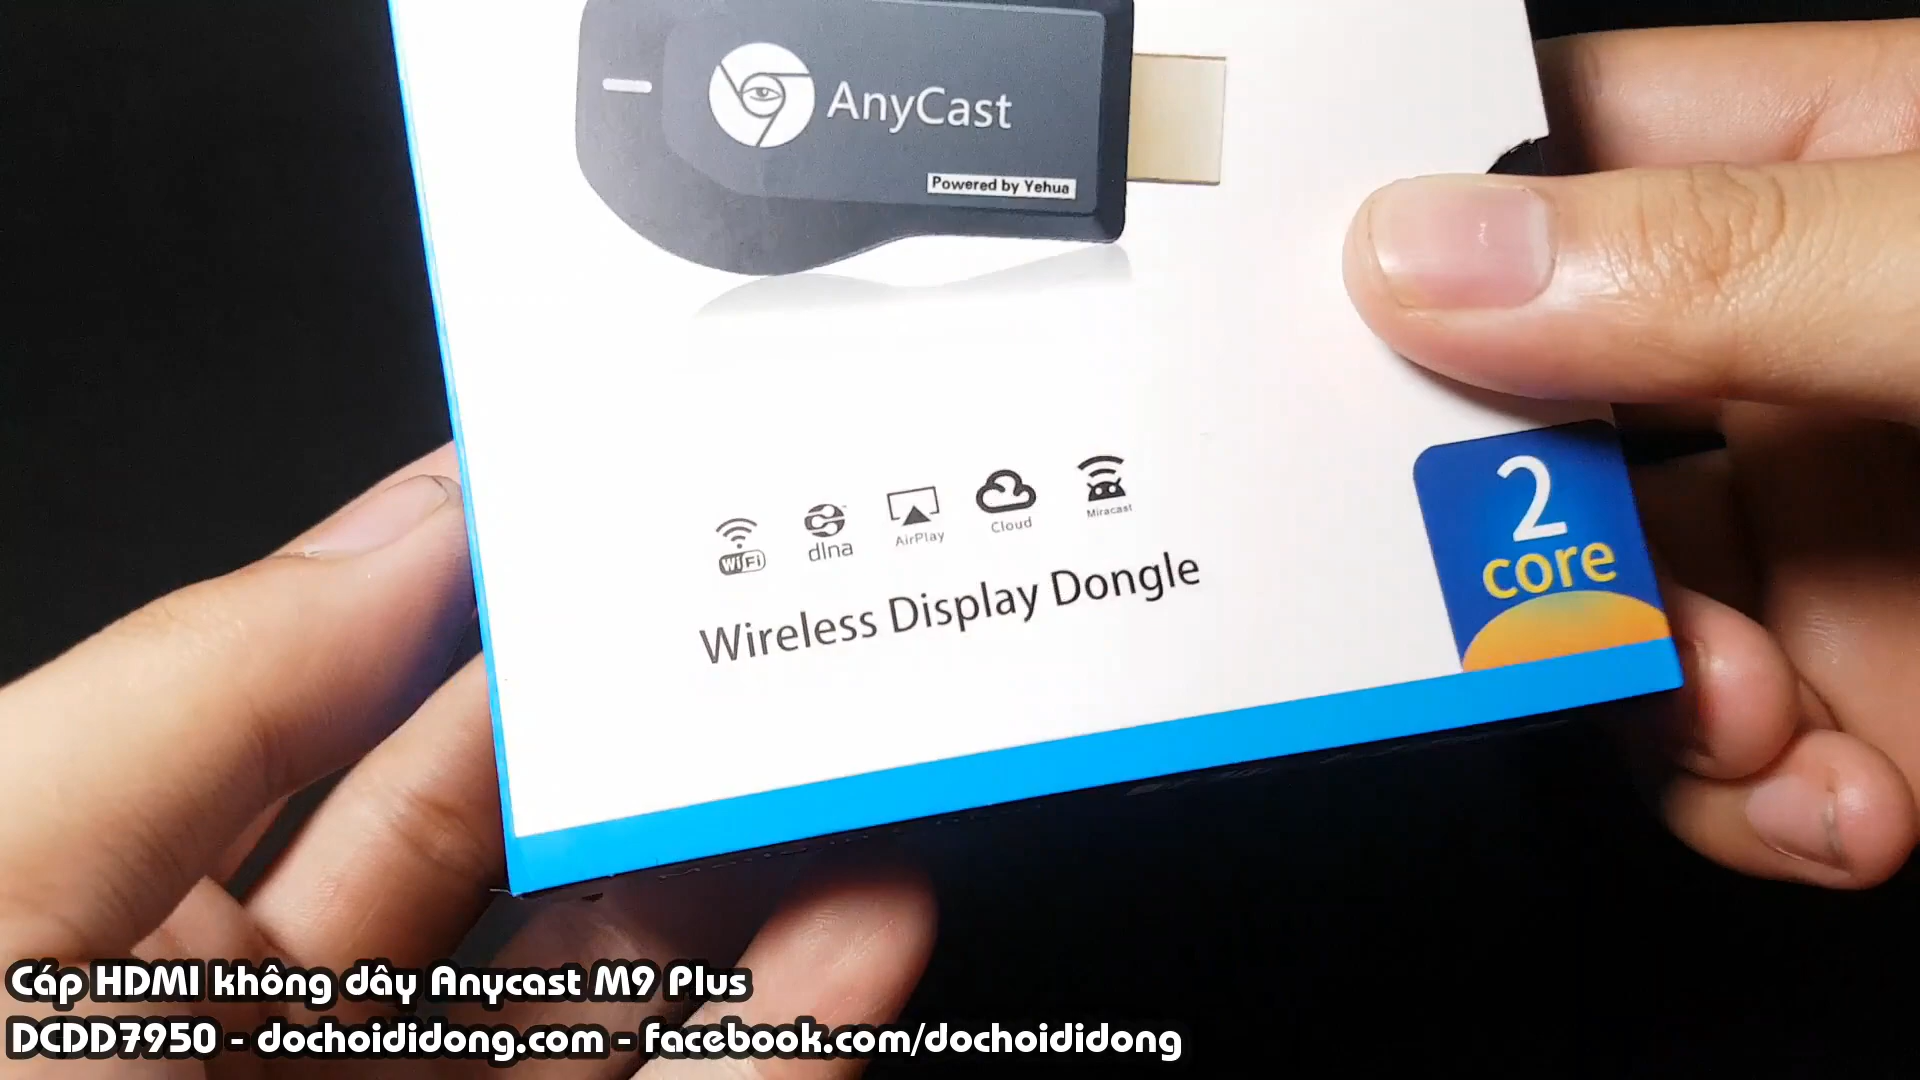 AnyCast
Powered by Yehua
WiFi
dlna
AirPlay
Cloud
Miracast
Wireless Display Dongle
2
core
Cáp HDMI không dây Anycast M9 Plus
DCDD7950 - dochoididong.com - facebook.com/dochoididong